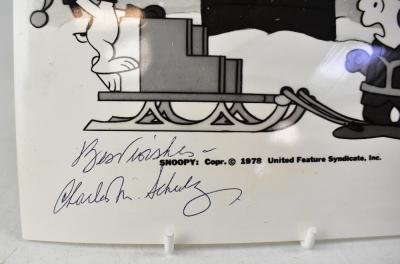 Best wishes –
SNOOPY: Copr. © 1978 United Feature Syndicate, Inc.
Charles M. Schulz